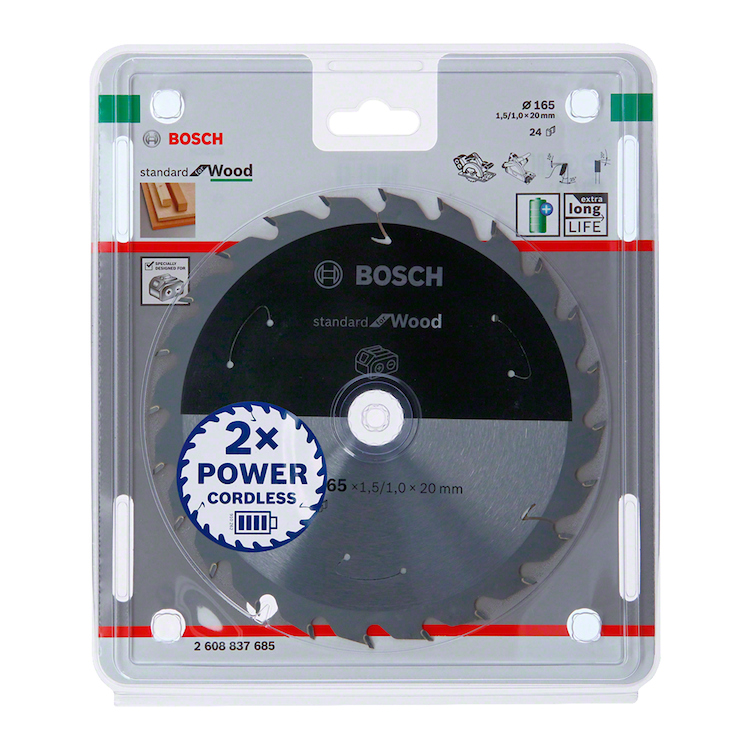 Ø 165
1,5/1,0 × 20 mm
24
BOSCH
standard for Wood
extra
long
LIFE
SPECIALLY
DESIGNED FOR
BOSCH
standard for Wood
2×
POWER
CORDLESS
65 × 1,5/1,0 × 20 mm
2 608 837 685